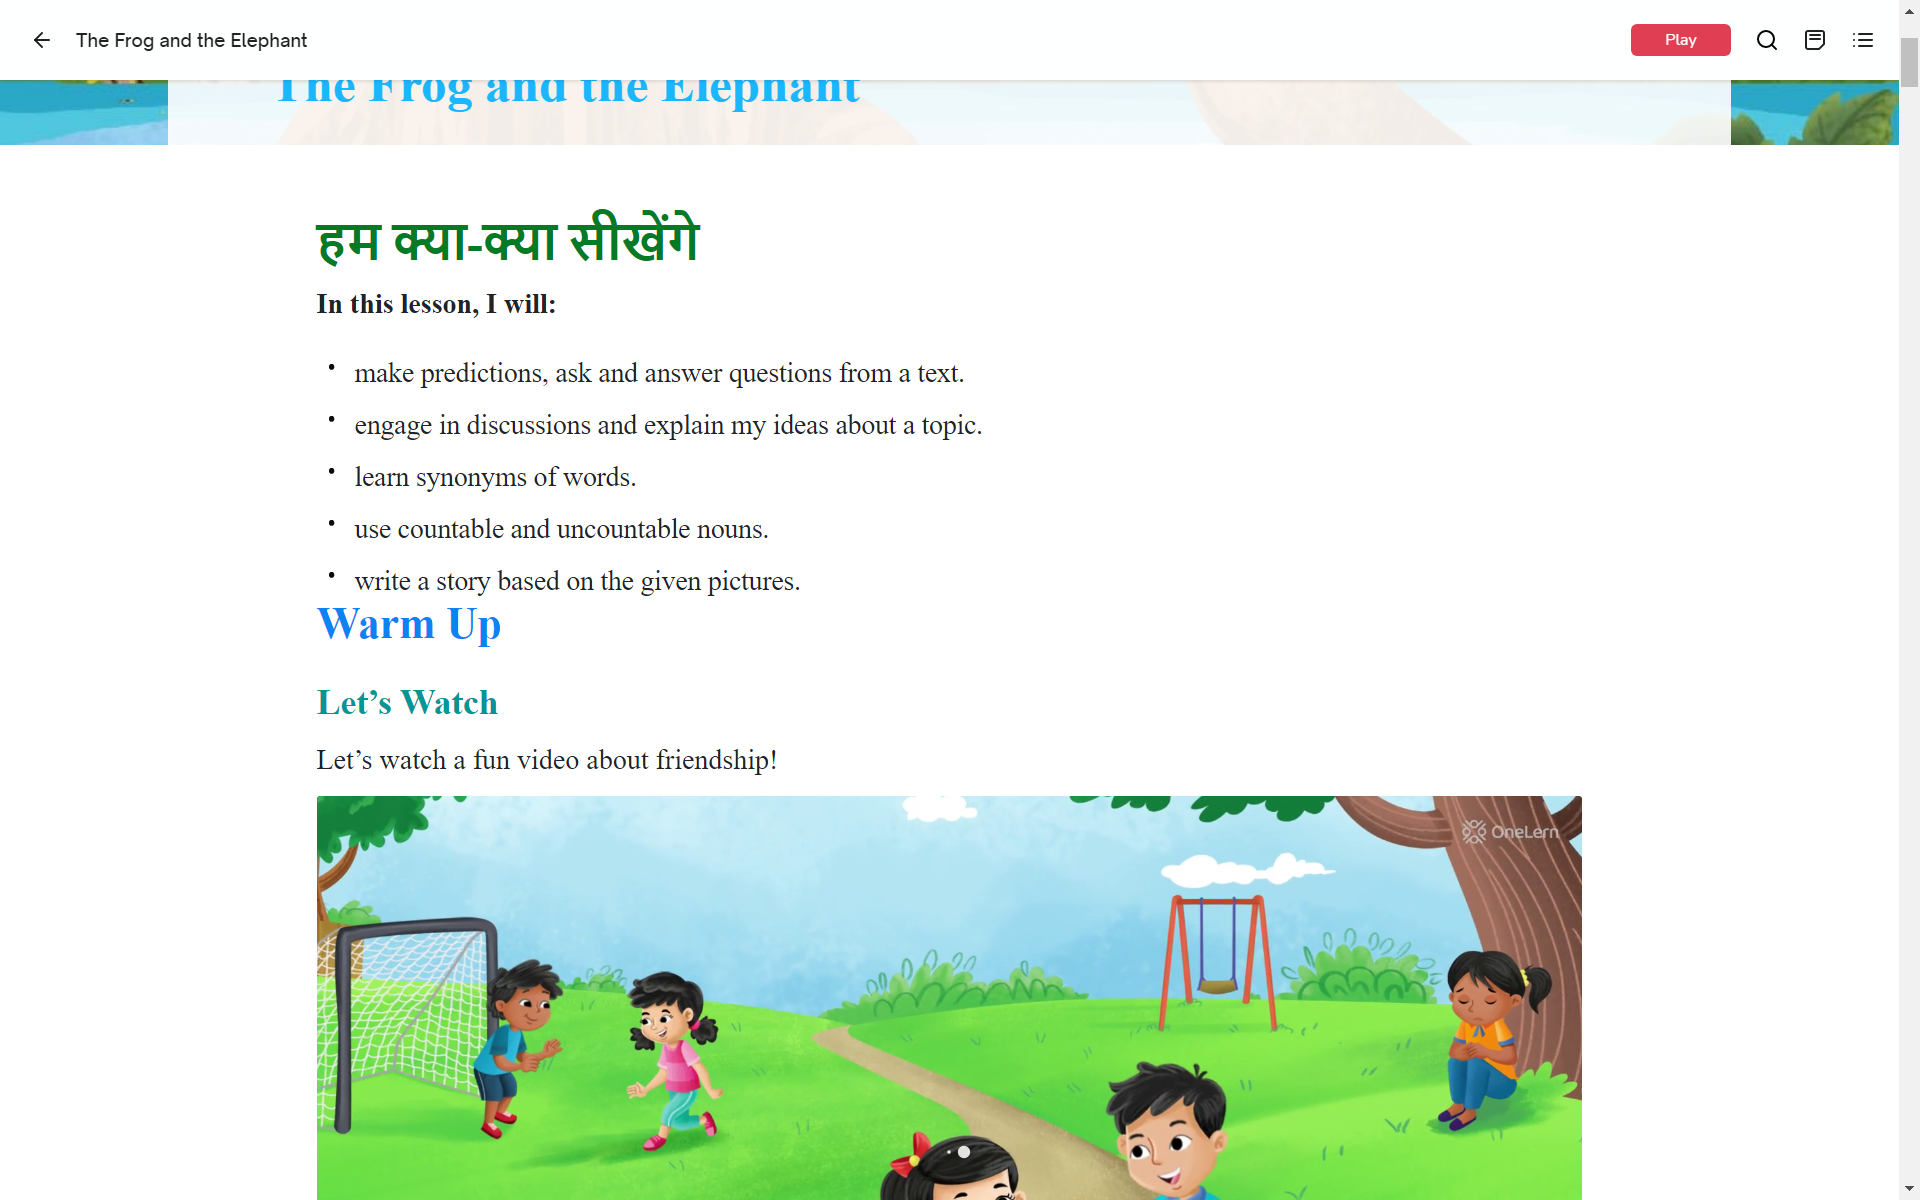 The Frog and the Elephant
Play
The Frog and the Elephant
हम क्या-क्या सीखेंगे
In this lesson, I will:
• make predictions, ask and answer questions from a text.
• engage in discussions and explain my ideas about a topic.
• learn synonyms of words.
• use countable and uncountable nouns.
• write a story based on the given pictures.
Warm Up
Let’s Watch
Let’s watch a fun video about friendship!
OneLern